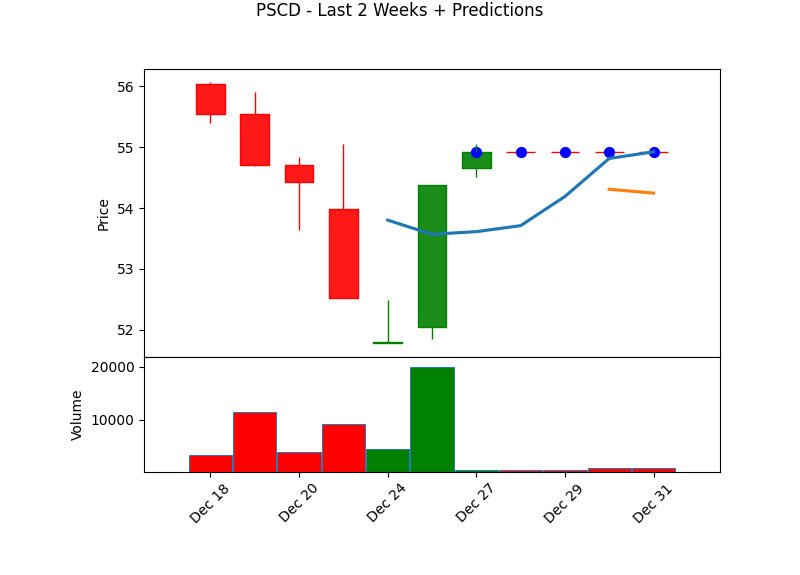 PSCD - Last 2 Weeks + Predictions
56
55
54
53
52
Price
20000
10000
Volume
Dec 18
Dec 20
Dec 24
Dec 27
Dec 29
Dec 31